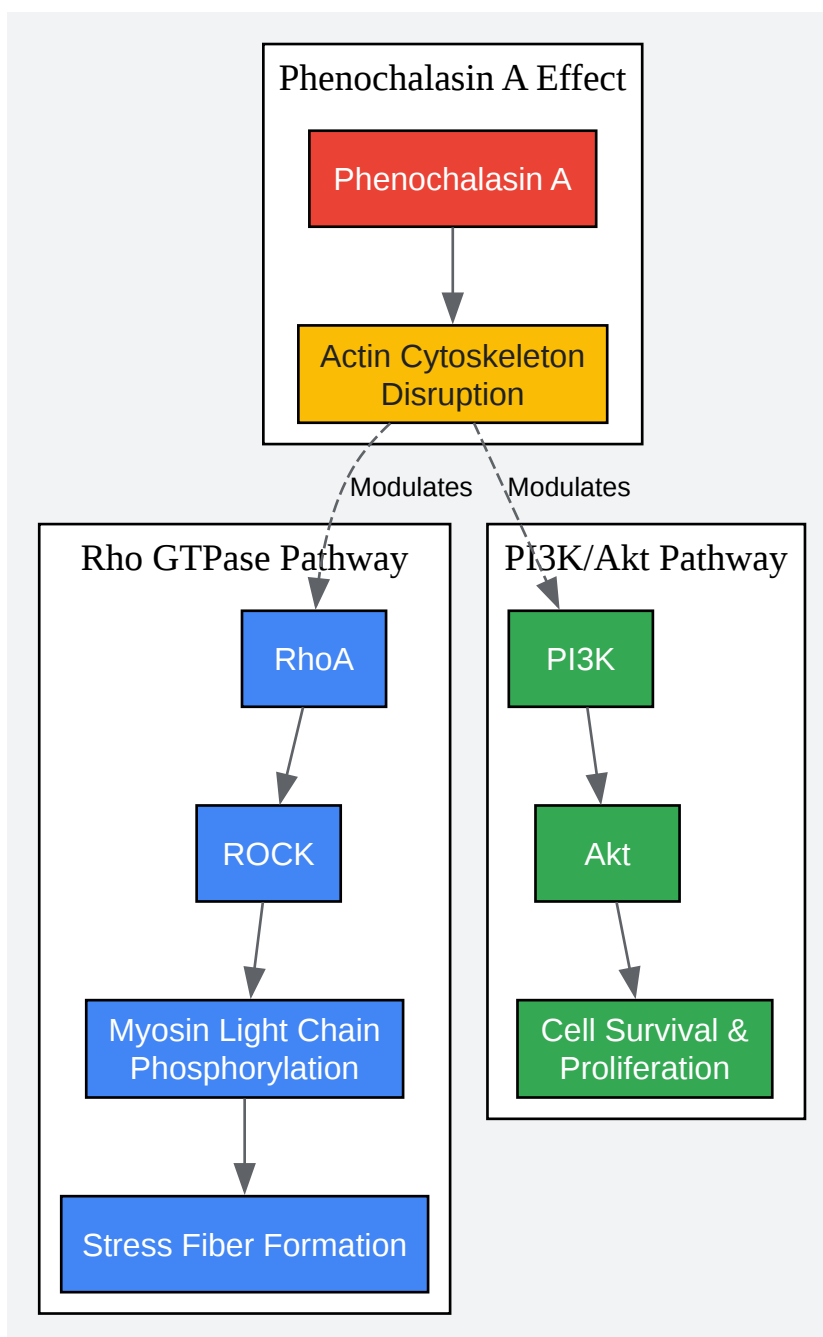 Phenochalasin A Effect
Phenochalasin A
Actin Cytoskeleton
Disruption
Modulates
Modulates
Rho GTPase Pathway
RhoA
ROCK
Myosin Light Chain
Phosphorylation
Stress Fiber Formation
PI3K/Akt Pathway
PI3K
Akt
Cell Survival &
Proliferation